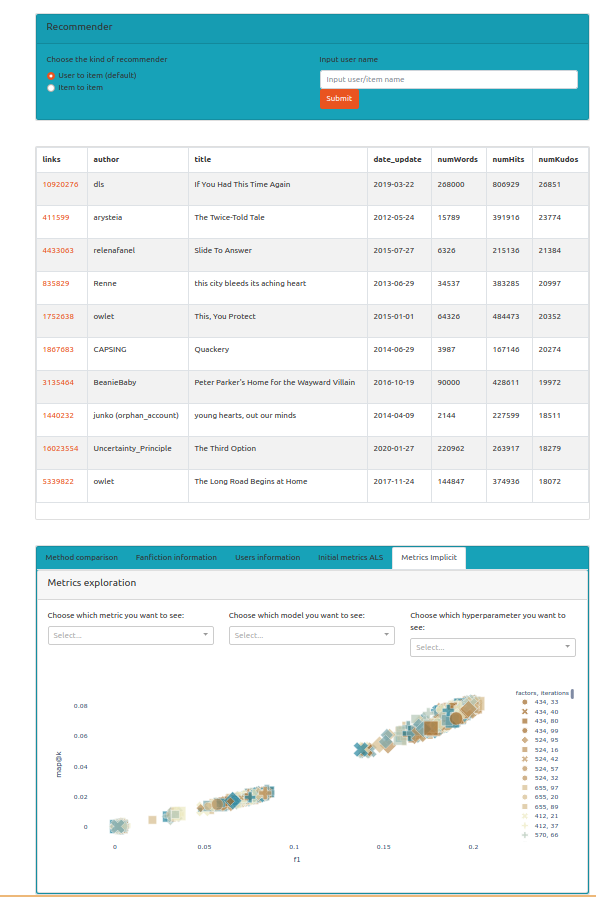 Recommender
Choose the kind of recommender
Input user name
User to item (default)
Item to item
Input user/item name
Submit
links author title date_update numWords numHits numKudos
10920276 dls If You Had This Time Again 2019-03-22 268000 806929 26851
411599 arysteia The Twice-Told Tale 2012-05-24 15789 391916 23774
4433063 relenafanel Slide To Answer 2015-07-27 6326 215136 21384
835829 Renne this city bleeds its aching heart 2013-06-29 34537 383285 20997
1752638 owlet This, You Protect 2015-01-01 64326 484473 20352
1867683 CAPSING Quackery 2014-06-29 3987 167146 20274
3135464 BeanieBaby Peter Parker's Home for the Wayward Villain 2016-10-19 90000 428611 19972
1440232 junko (orphan_account) young hearts, out our minds 2014-04-09 2144 227599 18511
16023554 Uncertainty_Principle The Third Option 2020-01-27 220962 263917 18279
5339822 owlet The Long Road Begins at Home 2017-11-24 144847 374936 18072
Method comparison Fanfiction information Users information Initial metrics ALS Metrics Implicit
Metrics exploration
Choose which metric you want to see:
Select...
Choose which model you want to see:
Select...
Choose which hyperparameter you want to
see:
Select...
0.08
0.06
0.04
0.02
0
map@k
0 0.05 0.1 0.15 0.2
f1
factors, iterations
434, 33
434, 40
434, 80
434, 99
524, 95
524, 16
524, 42
524, 57
524, 32
655, 97
655, 20
655, 89
412, 21
412, 37
570, 66